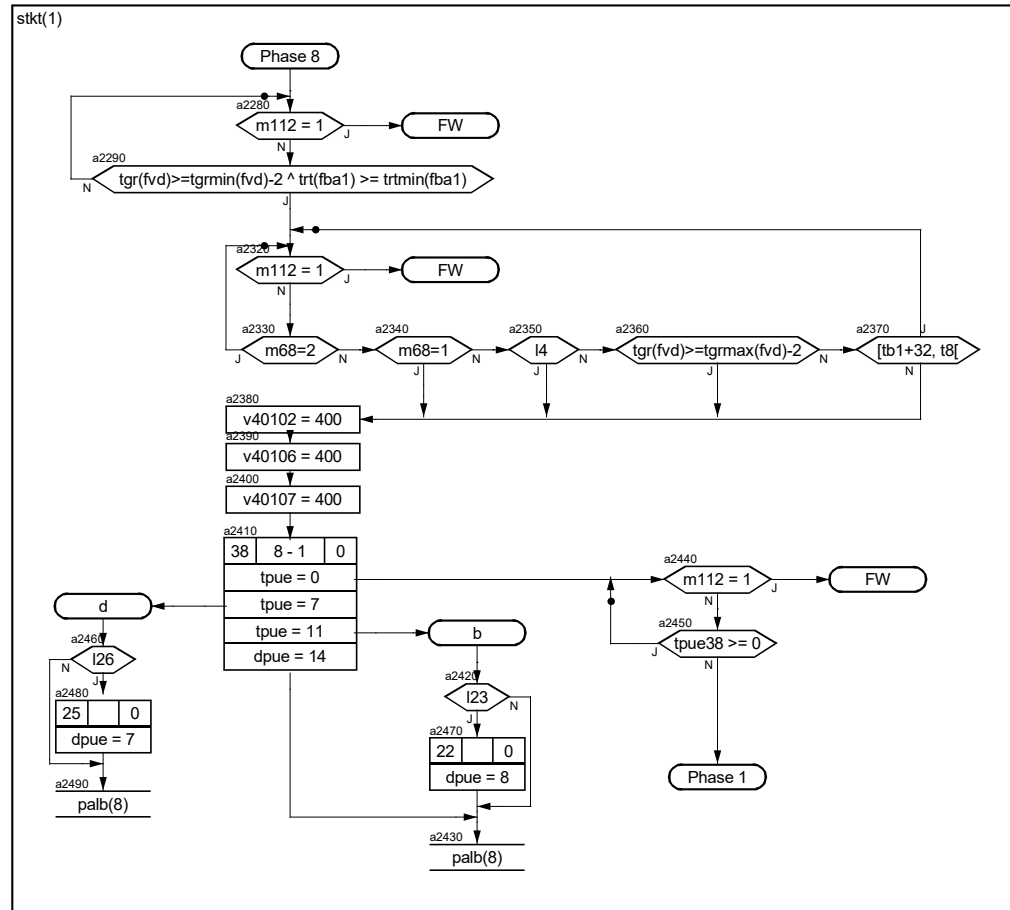 stkt(1)
Phase 8
a2280
m112 = 1
J
FW
N
a2290
tgr(fvd)>=tgrmin(fvd)-2 ^ trt(fba1) >= trtmin(fba1)
N
J
a2320
m112 = 1
J
FW
N
a2330
m68=2
J
N
a2340
m68=1
N
J
a2350
l4
N
J
a2360
tgr(fvd)>=tgrmax(fvd)-2
N
J
a2370
J
[tb1+32, t8[
N
a2380
v40102 = 400
a2390
v40106 = 400
a2400
v40107 = 400
a2410
38 8 - 1 0
tpue = 0
tpue = 7
tpue = 11
dpue = 14
a2440
m112 = 1
J
FW
N
a2450
tpue38 >= 0
J
N
Phase 1
d
a2460
l26
N
J
a2480
25 0
dpue = 7
a2490
palb(8)
b
a2420
l23
N
J
a2470
22 0
dpue = 8
a2430
palb(8)